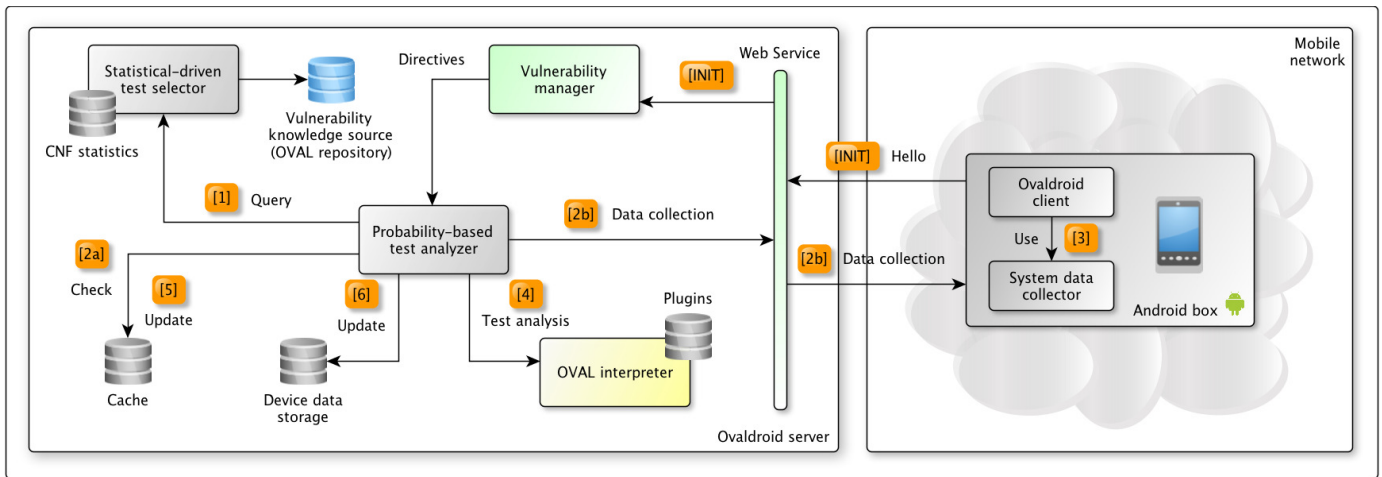 Statistical-driven
test selector
CNF statistics
Vulnerability
knowledge source
(OVAL repository)
Directives
Vulnerability
manager
[INIT]
Web Service
Mobile
network
[INIT] Hello
[1] Query
Probability-based
test analyzer
[2b] Data collection
[2b] Data collection
Ovaldroid
client
Use [3]
System data
collector
Android box
[2a]
Check
[5]
Update
[6]
Update
[4]
Test analysis
Plugins
Cache
Device data
storage
OVAL interpreter
Ovaldroid server